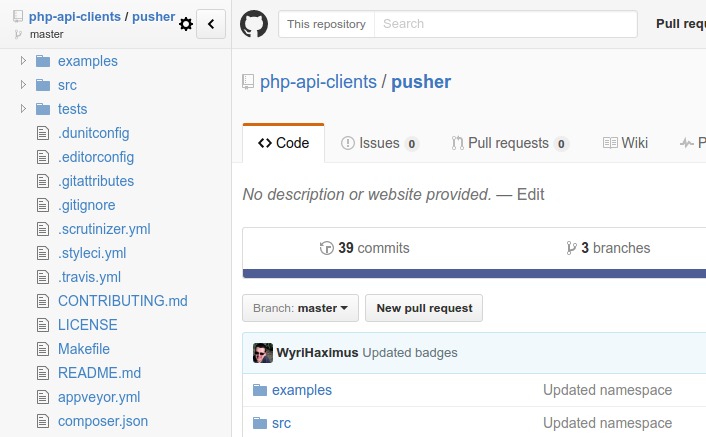 php-api-clients / pusher
master
examples
src
tests
.dunitconfig
.editorconfig
.gitattributes
.gitignore
.scrutinizer.yml
.styleci.yml
.travis.yml
CONTRIBUTING.md
LICENSE
Makefile
README.md
appveyor.yml
composer.json
This repository Search Pull requ
php-api-clients / pusher
Code Issues 0 Pull requests 0 Wiki P
No description or website provided. — Edit
39 commits 3 branches
Branch: master New pull request
WyriHaximus Updated badges
examples Updated namespace
src Updated namespace